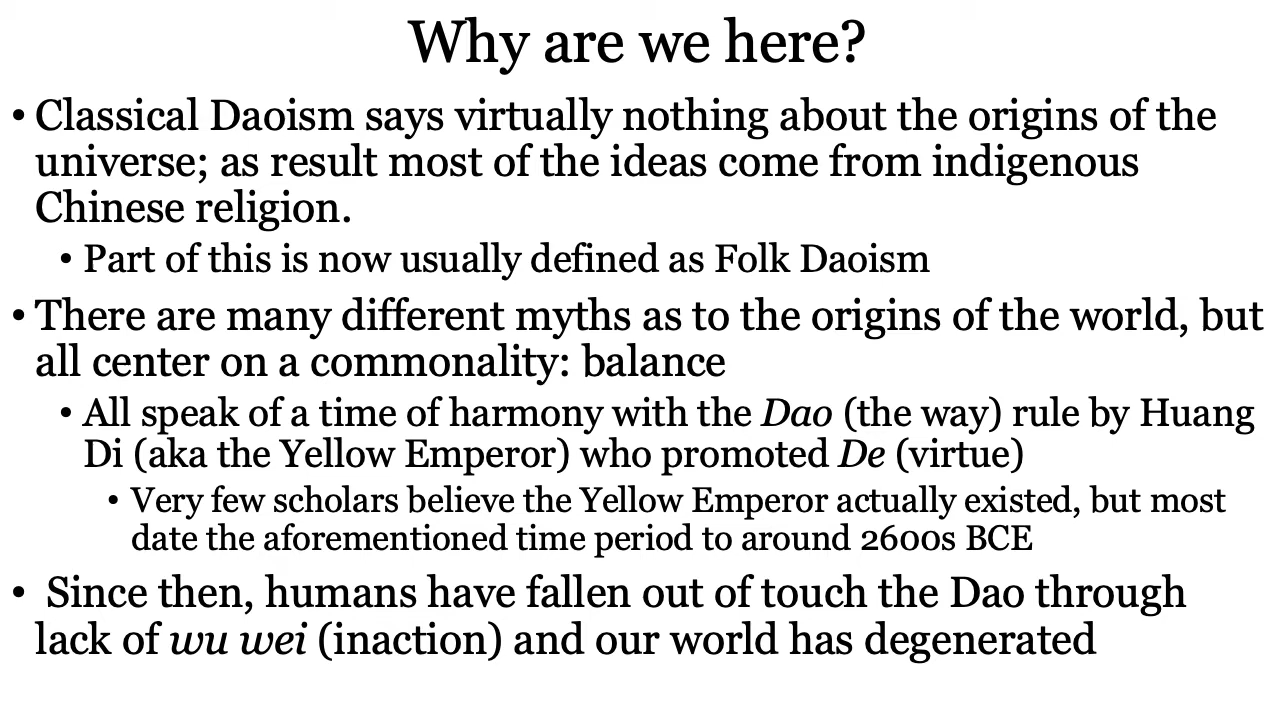 Why are we here?
• Classical Daoism says virtually nothing about the origins of the
universe; as result most of the ideas come from indigenous
Chinese religion.
• Part of this is now usually defined as Folk Daoism
• There are many different myths as to the origins of the world, but
all center on a commonality: balance
• All speak of a time of harmony with the Dao (the way) rule by Huang
Di (aka the Yellow Emperor) who promoted De (virtue)
• Very few scholars believe the Yellow Emperor actually existed, but most
date the aforementioned time period to around 2600s BCE
• Since then, humans have fallen out of touch the Dao through
lack of wu wei (inaction) and our world has degenerated